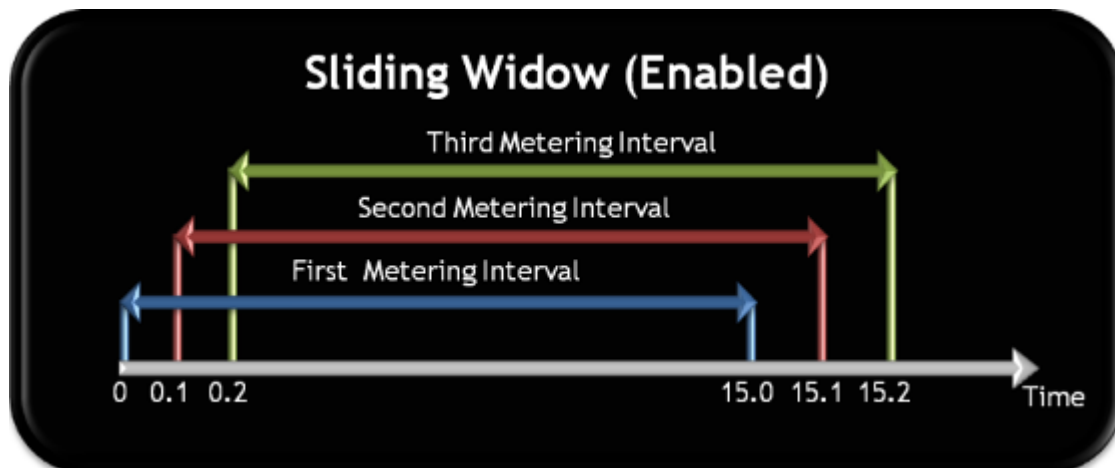 Sliding Widow (Enabled)
Third Metering Interval
Second Metering Interval
First Metering Interval
0 0.1 0.2 15.0 15.1 15.2 Time